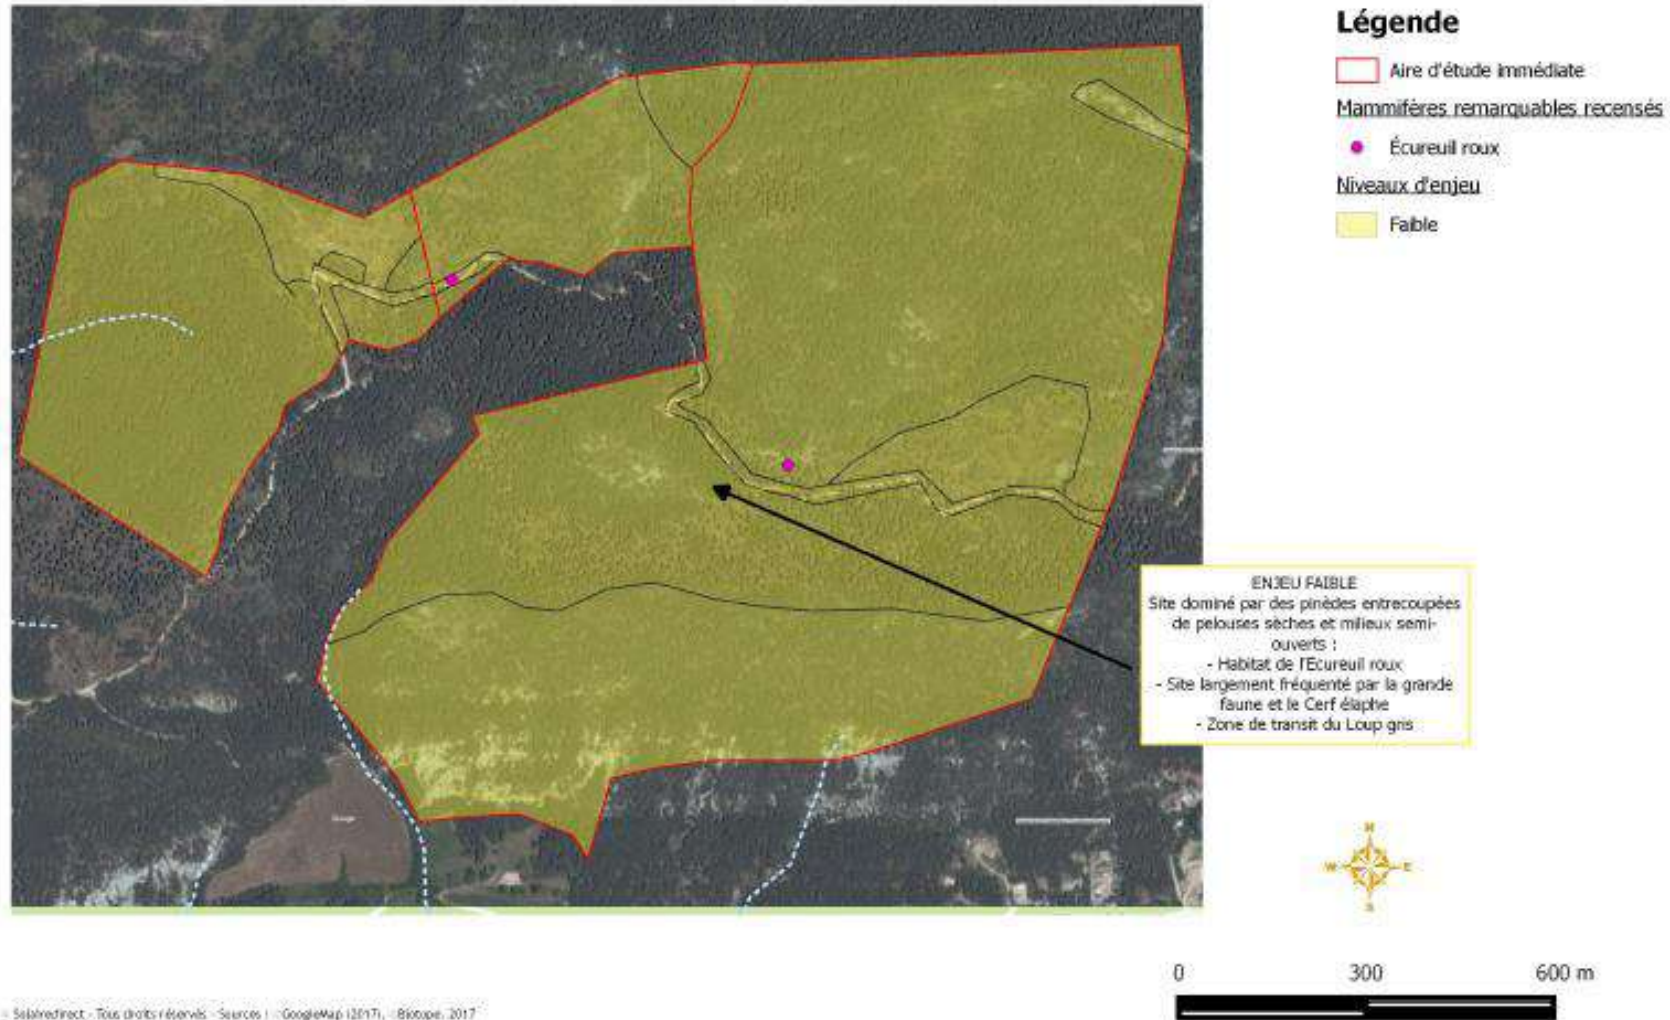 Légende
Aire d'étude immédiate
Mammifères remarquables recensés
Écureuil roux
Niveaux d'enjeu
Faible
ENJEU FAIBLE
Site dominé par des pinèdes entrecoupées
de pelouses sèches et milieux semi-
ouverts :
- Habitat de l'Ecureuil roux
- Site largement fréquenté par la grande
faune et le Cerf élaphe
- Zone de transit du Loup gris
N
W E
S
0 300 600 m
Solairedirect - Tous droits réservés - Sources : GoogleMap (2017), Biotope, 2017